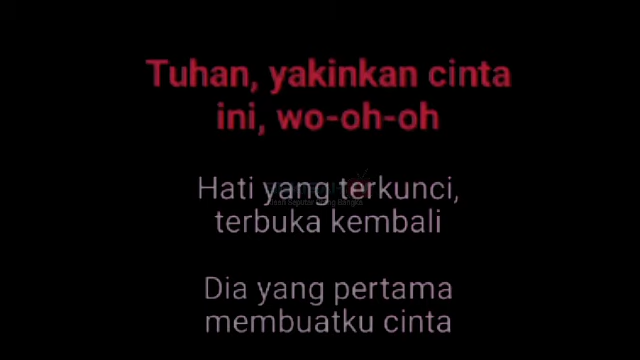 Tuhan, yakinkan cinta
ini, wo-oh-oh
Hati yang terkunci,
terbuka kembali
Dia yang pertama
membuatku cinta